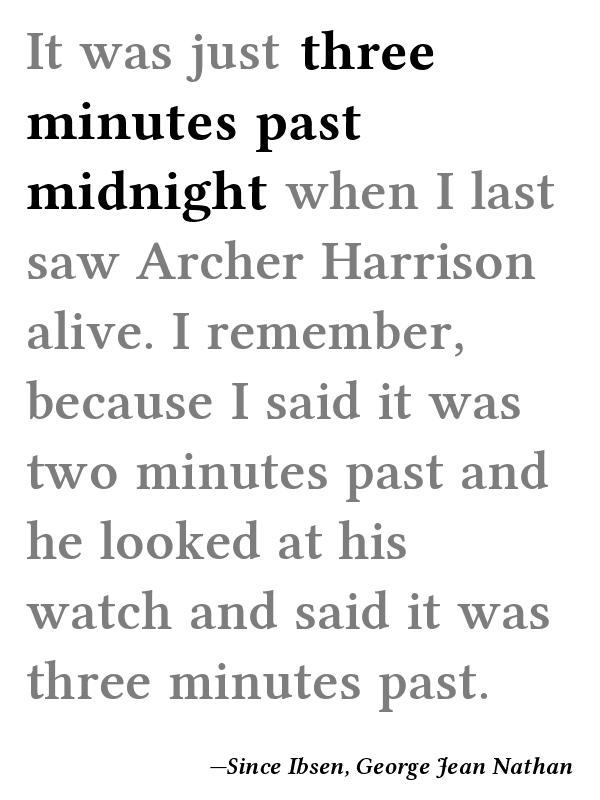 It was just three
minutes past
midnight when I last
saw Archer Harrison
alive. I remember,
because I said it was
two minutes past and
he looked at his
watch and said it was
three minutes past.
—Since Ibsen, George Jean Nathan